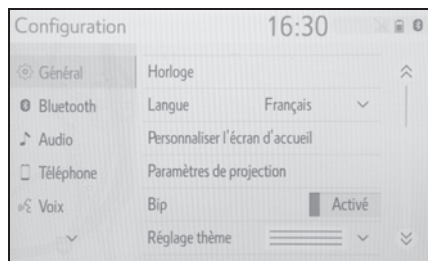 Configuration 16:30
Général
Bluetooth
Audio
Téléphone
Voix
Horloge
Langue Français
Personnaliser l'écran d'accueil
Paramètres de projection
Bip Activé
Réglage thème